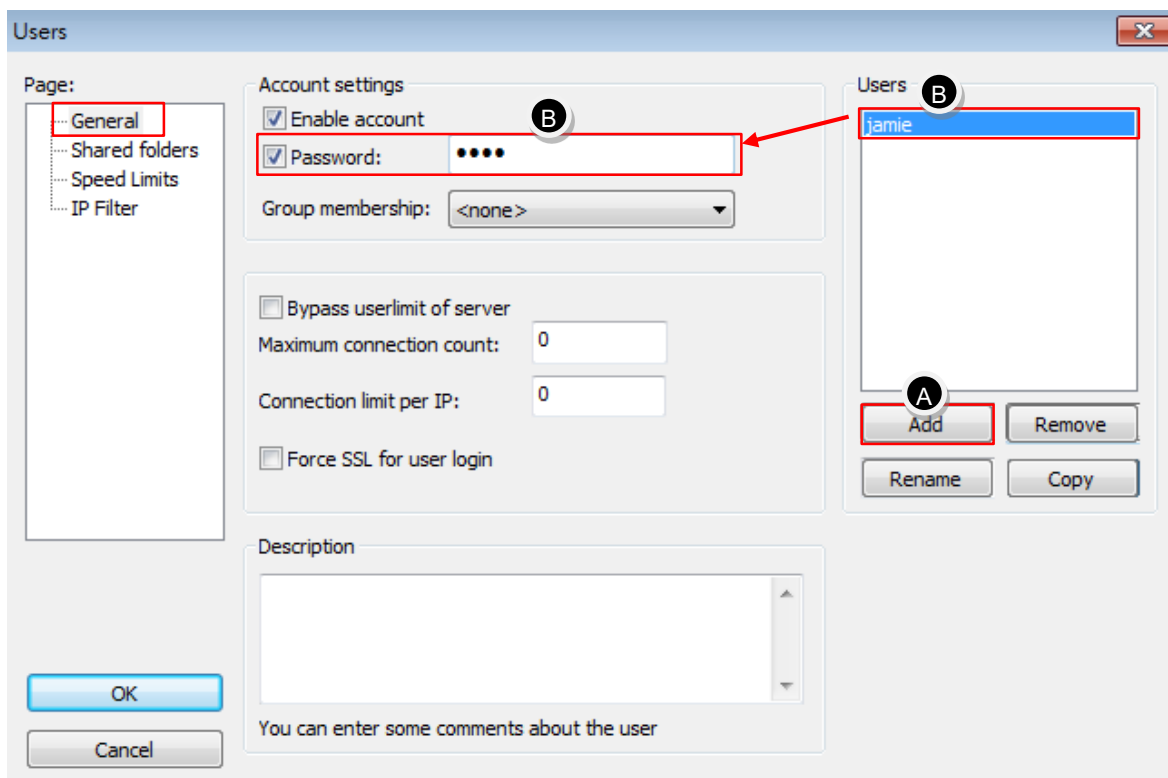 Users
Page:
General
Shared folders
Speed Limits
IP Filter
Account settings
Enable account
B
Password: ••••
Group membership: <none>
Bypass userlimit of server
Maximum connection count: 0
Connection limit per IP: 0
Force SSL for user login
Description
You can enter some comments about the user
Users
B
jamie
A
Add Remove
Rename Copy
OK
Cancel